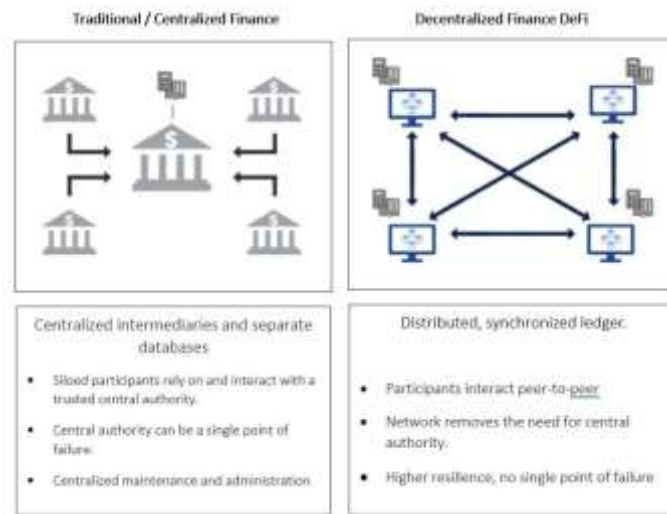 Traditional / Centralized Finance
Decentralized Finance DeFi
$
$
$
$
$
Centralized intermediaries and separate
databases
• Siloed participants rely on and interact with a
trusted central authority.
• Central authority can be a single point of
failure.
• Centralized maintenance and administration
Distributed, synchronized ledger.
• Participants interact peer-to-peer
• Network removes the need for central
authority.
• Higher resilience, no single point of failure